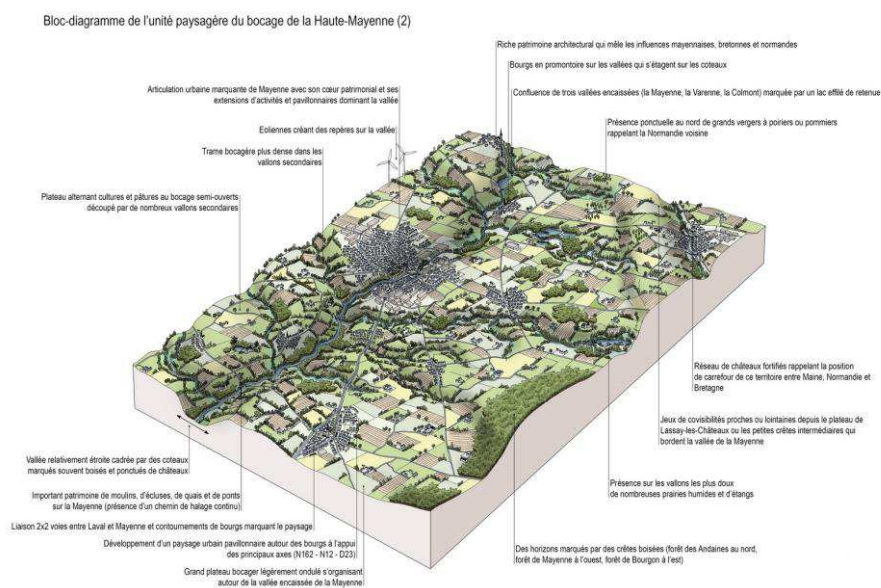 Bloc-diagramme de l'unité paysagère du bocage de la Haute-Mayenne (2)
Riche patrimoine architectural qui mêle les influences mayennaises, bretonnes et normandes
Bourgs en promontoire sur les vallées qui s'étagent sur les coteaux
Articulation urbaine marquante de Mayenne avec son cœur patrimonial et ses
extensions d'activités et pavillonnaires dominant la vallée
Confluence de trois vallées encaissées (la Mayenne, la Varenne, la Colmont) marquée par un lac effilé de retenue
Eoliennes créant des repères sur la vallée
Présence ponctuelle au nord de grands vergers à poiriers ou pommiers
rappelant la Normandie voisine
Trame bocagère plus dense dans les
vallons secondaires
Plateau alternant cultures et pâtures au bocage semi-ouverts
découpé par de nombreux vallons secondaires
Réseau de châteaux fortifiés rappelant la position
de carrefour de ce territoire entre Maine, Normandie et
Bretagne
Jeux de covisibilités proches ou lointaines depuis le plateau de
Lassay-les-Châteaux ou les petites crêtes intermédiaires qui
bordent la vallée de la Mayenne
Vallée relativement étroite cadrée par des coteaux
marqués souvent boisés et ponctués de châteaux
Présence sur les vallons les plus doux
de nombreuses prairies humides et d'étangs
Important patrimoine de moulins, d'écluses, de quais et de ponts
sur la Mayenne (présence d'un chemin de halage continu)
Liaison 2x2 voies entre Laval et Mayenne et contournements de bourgs marquant le paysage
Développement d'un paysage urbain pavillonnaire autour des bourgs à l'appui
des principaux axes (N162 - N12 - D23)
Des horizons marqués par des crêtes boisées (forêt des Andaines au nord,
forêt de Mayenne à l'ouest, forêt de Bourgon à l'est)
Grand plateau bocager légèrement ondulé s'organisant
autour de la vallée encaissée de la Mayenne